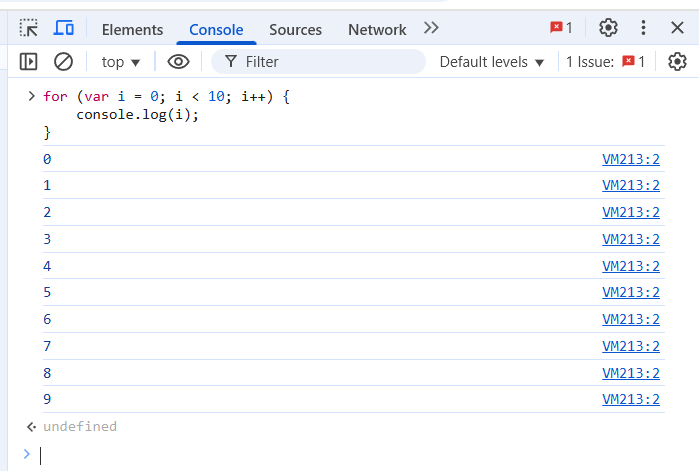 Elements Console Sources Network 1
top Filter Default levels 1 Issue: 1
for (var i = 0; i < 10; i++) {
    console.log(i);
}
0 VM213:2
1 VM213:2
2 VM213:2
3 VM213:2
4 VM213:2
5 VM213:2
6 VM213:2
7 VM213:2
8 VM213:2
9 VM213:2
undefined